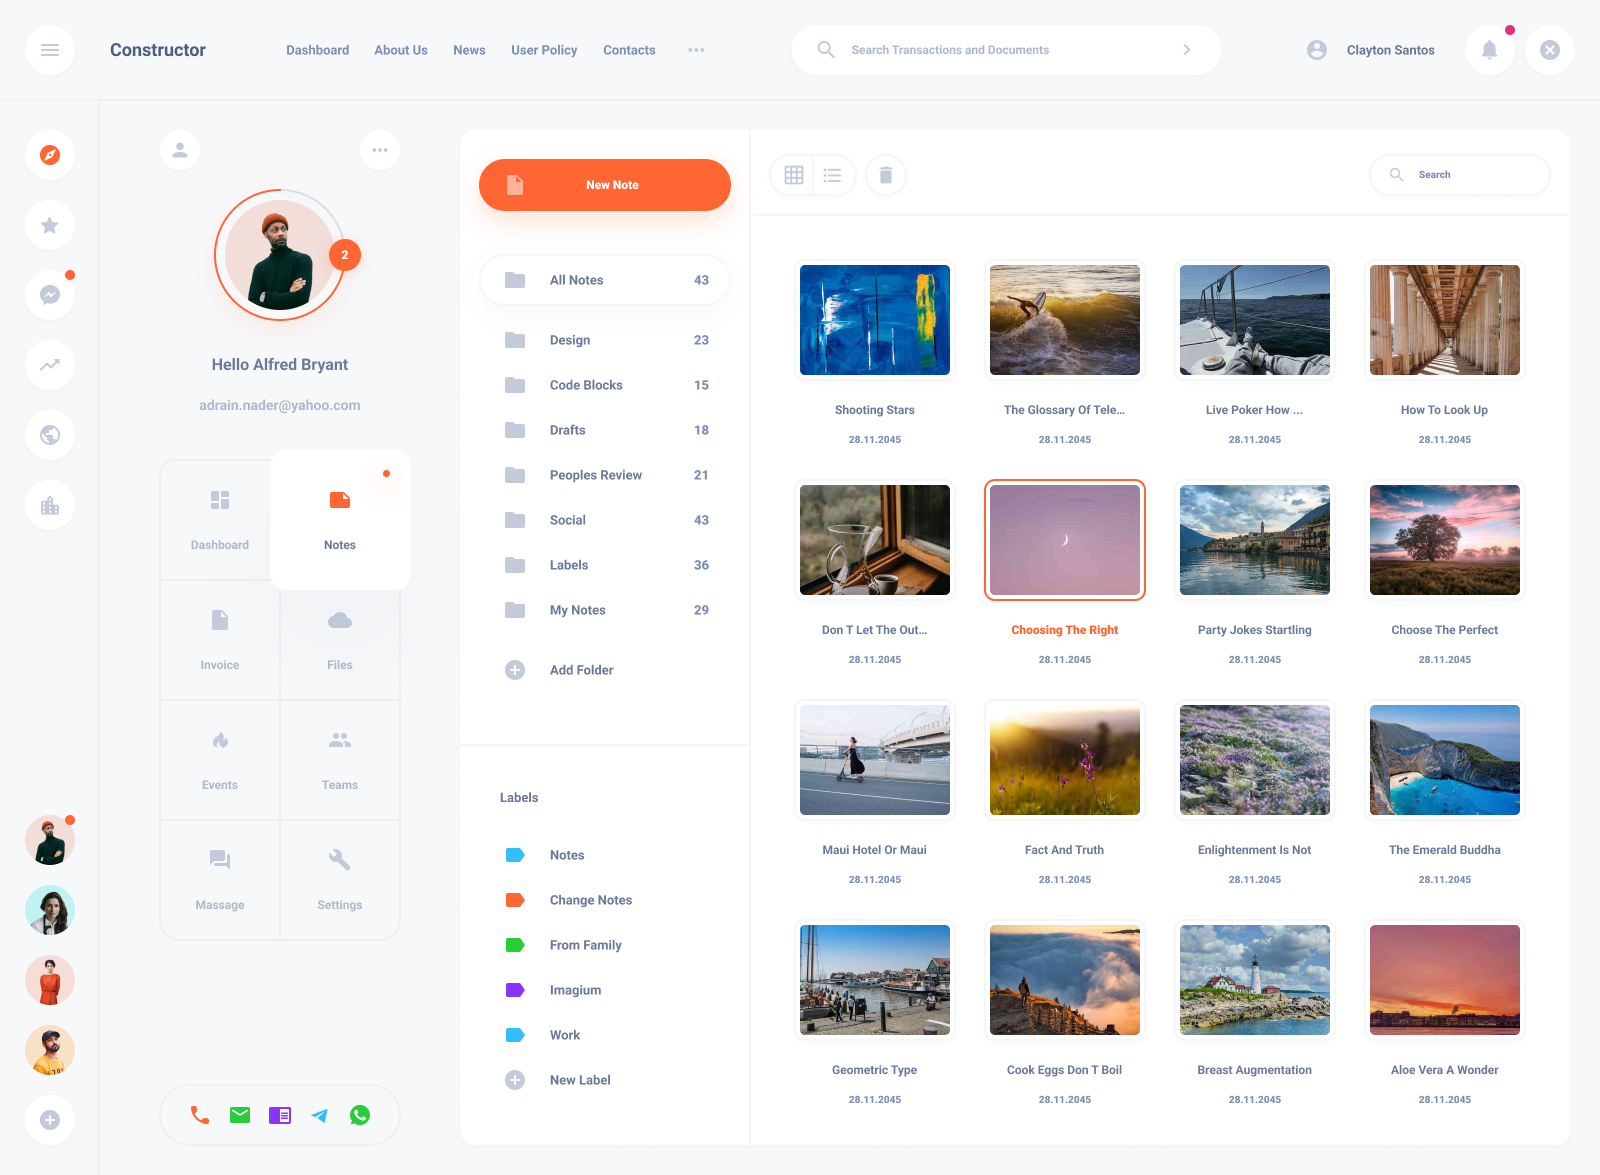 Constructor
Dashboard
About Us
News
User Policy
Contacts
Search Transactions and Documents
Clayton Santos
2
Hello Alfred Bryant
adrain.nader@yahoo.com
Dashboard
Notes
Invoice
Files
Events
Teams
Massage
Settings
New Note
All Notes 43
Design 23
Code Blocks 15
Drafts 18
Peoples Review 21
Social 43
Labels 36
My Notes 29
Add Folder
Labels
Notes
Change Notes
From Family
Imagium
Work
New Label
Search
Shooting Stars
28.11.2045
The Glossary Of Tele...
28.11.2045
Live Poker How ...
28.11.2045
How To Look Up
28.11.2045
Don T Let The Out...
28.11.2045
Choosing The Right
28.11.2045
Party Jokes Startling
28.11.2045
Choose The Perfect
28.11.2045
Maui Hotel Or Maui
28.11.2045
Fact And Truth
28.11.2045
Enlightenment Is Not
28.11.2045
The Emerald Buddha
28.11.2045
Geometric Type
28.11.2045
Cook Eggs Don T Boil
28.11.2045
Breast Augmentation
28.11.2045
Aloe Vera A Wonder
28.11.2045